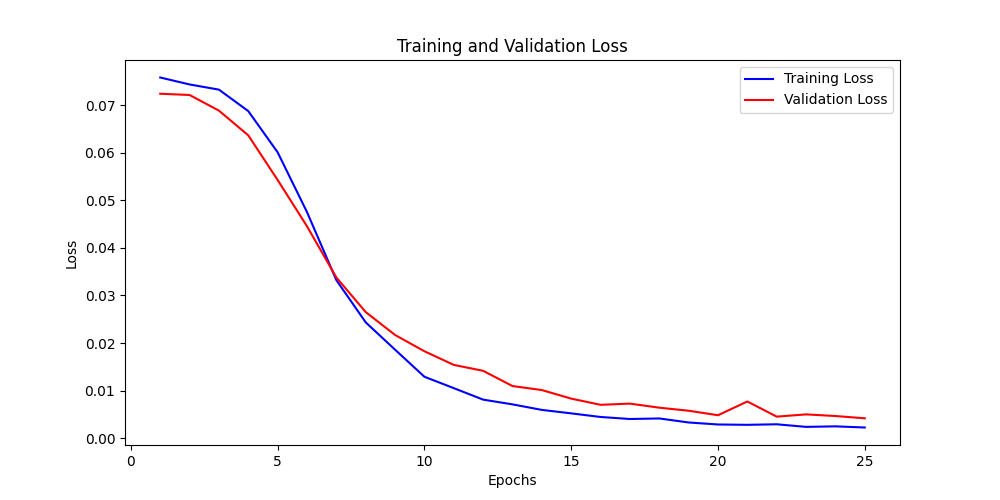 Training and Validation Loss
Training Loss
Validation Loss
0.07
0.06
0.05
0.04
0.03
0.02
0.01
0.00
Loss
0 5 10 15 20 25
Epochs